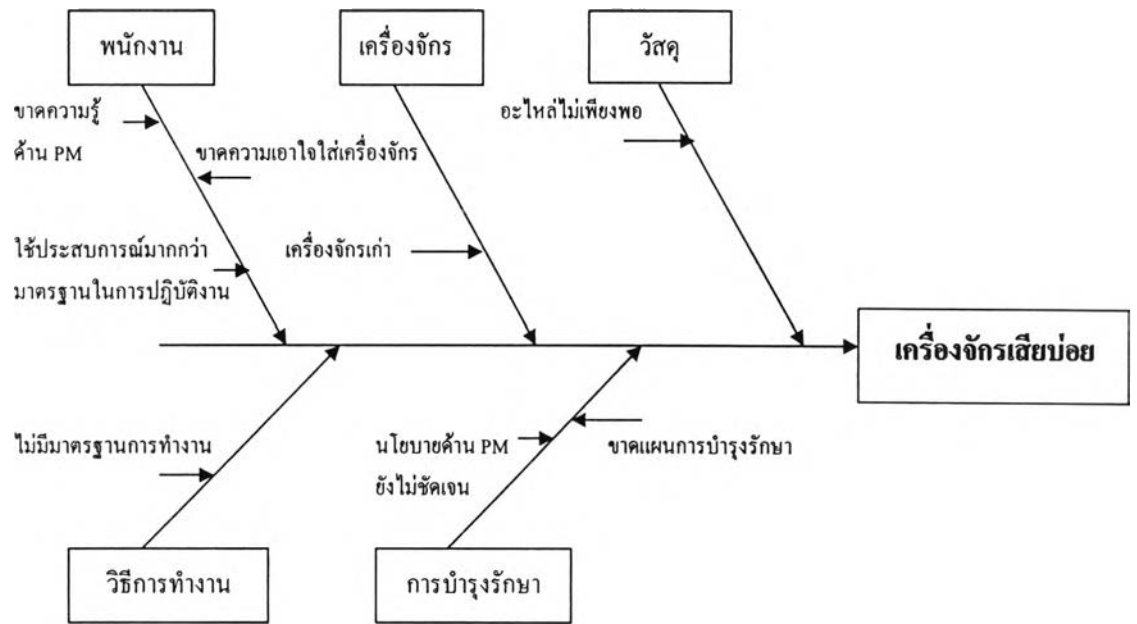 พนักงาน
เครื่องจักร
วัสดุ
ขาดความรู้
ด้าน PM
ขาดความเอาใจใส่เครื่องจักร
อะไหล่ไม่เพียงพอ
ใช้ประสบการณ์มากกว่า
มาตรฐานในการปฏิบัติงาน
เครื่องจักรเก่า
เครื่องจักรเสียบ่อย
ไม่มีมาตรฐานการทำงาน
นโยบายด้าน PM
ยังไม่ชัดเจน
ขาดแผนการบำรุงรักษา
วิธีการทำงาน
การบำรุงรักษา